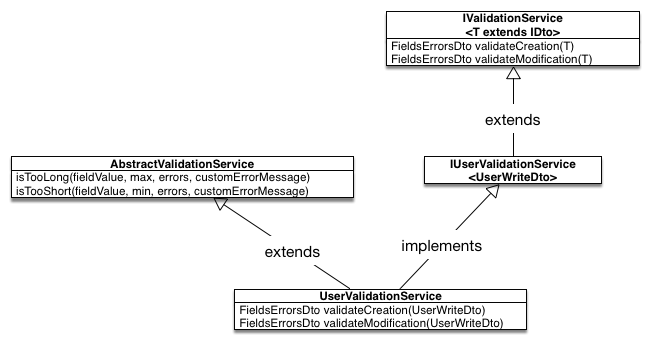 IValidationService
<T extends IDto>
FieldsErrorsDto validateCreation(T)
FieldsErrorsDto validateModification(T)
extends
AbstractValidationService
isTooLong(fieldValue, max, errors, customErrorMessage)
isTooShort(fieldValue, min, errors, customErrorMessage)
IUserValidationService
<UserWriteDto>
extends
implements
UserValidationService
FieldsErrorsDto validateCreation(UserWriteDto)
FieldsErrorsDto validateModification(UserWriteDto)